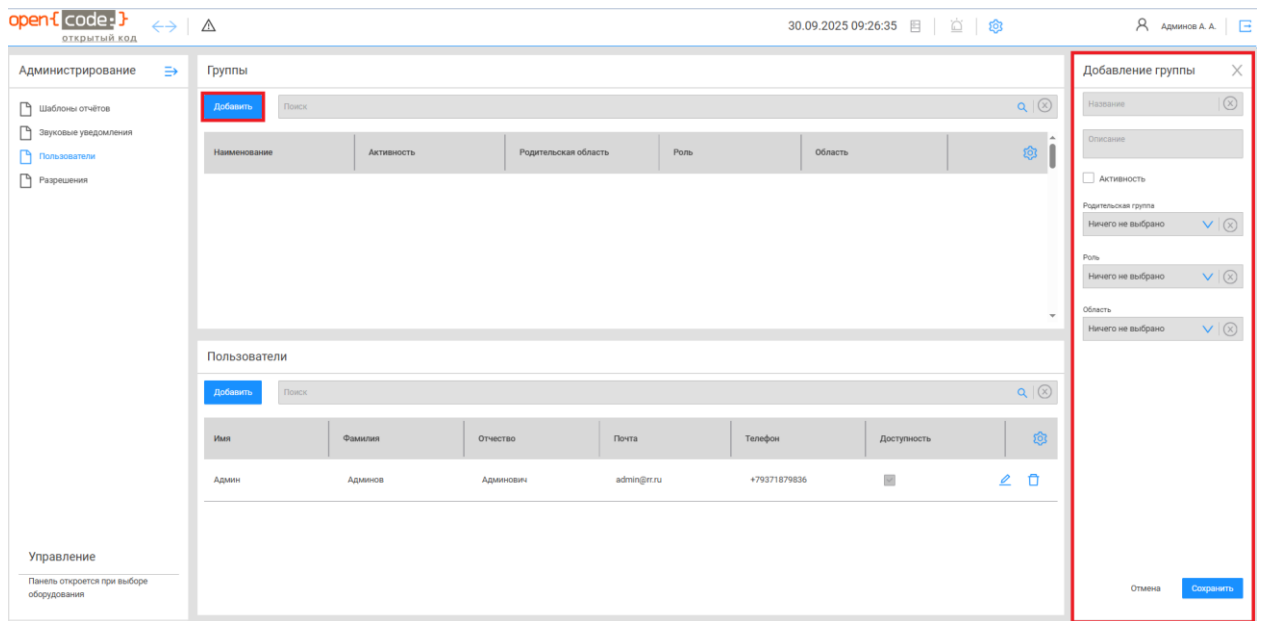 open{code:}
открытый код
30.09.2025 09:26:35
Админов А. А.
Администрирование
Шаблоны отчётов
Звуковые уведомления
Пользователи
Разрешения
Управление
Панель откроется при выборе
оборудования
Группы
Добавить
Поиск
Наименование Активность Родительская область Роль Область
Пользователи
Добавить
Поиск
Имя Фамилия Отчество Почта Телефон Доступность
Админ Админов Админович admin@rr.ru +79371879836
Добавление группы
Название
Описание
Активность
Родительская группа
Ничего не выбрано
Роль
Ничего не выбрано
Область
Ничего не выбрано
Отмена Сохранить